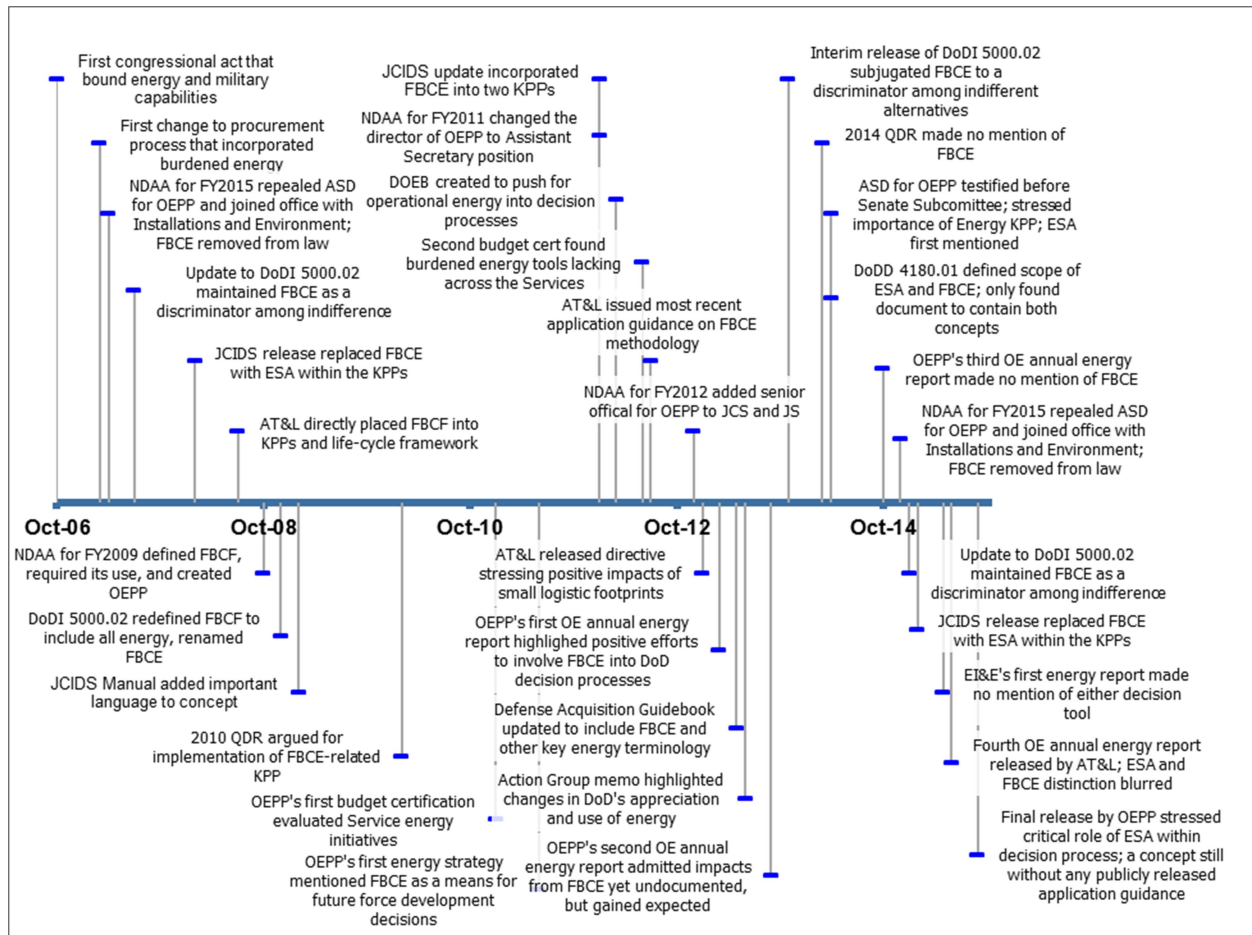 First congressional act that
bound energy and military
capabilities
First change to procurement
process that incorporated
burdened energy
NDAA for FY2015 repealed ASD
for OEPP and joined office with
Installations and Environment;
FBCE removed from law
Update to DoDI 5000.02
maintained FBCE as a
discriminator among indifference
JCIDS release replaced FBCE
with ESA within the KPPs
AT&L directly placed FBCF into
KPPs and life-cycle framework
JCIDS update incorporated
FBCE into two KPPs
NDAA for FY2011 changed the
director of OEPP to Assistant
Secretary position
DOEB created to push for
operational energy into decision
processes
Second budget cert found
burdened energy tools lacking
across the Services
AT&L issued most recent
application guidance on FBCE
methodology
NDAA for FY2012 added senior
offical for OEPP to JCS and JS
Interim release of DoDI 5000.02
subjugated FBCE to a
discriminator among indifferent
alternatives
2014 QDR made no mention of
FBCE
ASD for OEPP testified before
Senate Subcomittee; stressed
importance of Energy KPP; ESA
first mentioned
DoDD 4180.01 defined scope of
ESA and FBCE; only found
document to contain both
concepts
OEPP's third OE annual energy
report made no mention of FBCE
NDAA for FY2015 repealed ASD
for OEPP and joined office with
Installations and Environment;
FBCE removed from law
Oct-06 Oct-08 Oct-10 Oct-12 Oct-14
NDAA for FY2009 defined FBCF,
required its use, and created
OEPP
DoDI 5000.02 redefined FBCF to
include all energy, renamed
FBCE
JCIDS Manual added important
language to concept
2010 QDR argued for
implementation of FBCE-related
KPP
OEPP's first budget certification
evaluated Service energy
initiatives
OEPP's first energy strategy
mentioned FBCE as a means for
future force development
decisions
AT&L released directive
stressing positive impacts of
small logistic footprints
OEPP's first OE annual energy
report highlighed positive efforts
to involve FBCE into DoD
decision processes
Defense Acquisition Guidebook
updated to include FBCE and
other key energy terminology
Action Group memo highlighted
changes in DoD's appreciation
and use of energy
OEPP's second OE annual
energy report admitted impacts
from FBCE yet undocumented,
but gained expected
Update to DoDI 5000.02
maintained FBCE as a
discriminator among indifference
JCIDS release replaced FBCE
with ESA within the KPPs
EI&E's first energy report made
no mention of either decision
tool
Fourth OE annual energy report
released by AT&L; ESA and
FBCE distinction blurred
Final release by OEPP stressed
critical role of ESA within
decision process; a concept still
without any publicly released
application guidance